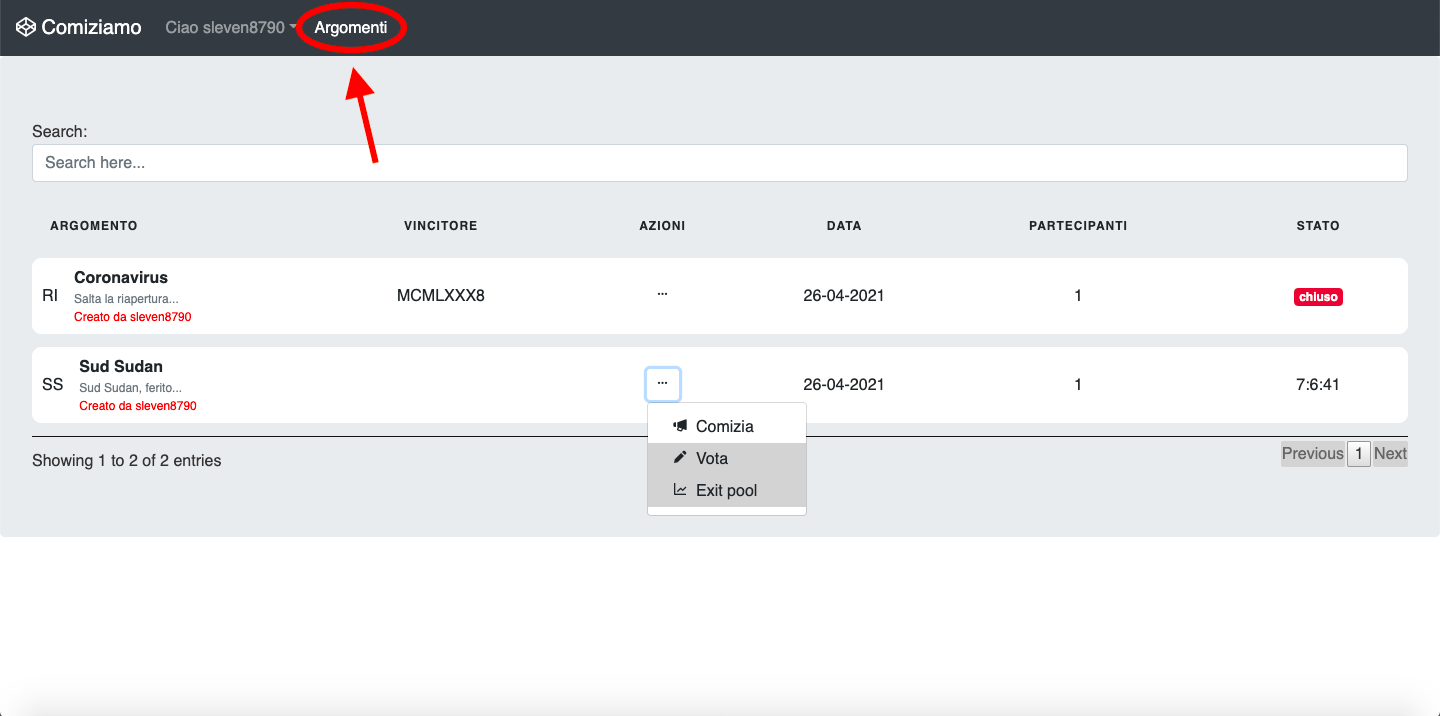 Comiziamo Ciao sleven8790 Argomenti
Search:
Search here...
ARGOMENTO VINCITORE AZIONI DATA PARTECIPANTI STATO
RI Coronavirus
Salta la riapertura...
Creato da sleven8790
MCMLXXX8 ... 26-04-2021 1 chiuso
SS Sud Sudan
Sud Sudan, ferito...
Creato da sleven8790
... 26-04-2021 1 7:6:41
Comizia
Vota
Exit pool
Showing 1 to 2 of 2 entries
Previous 1 Next